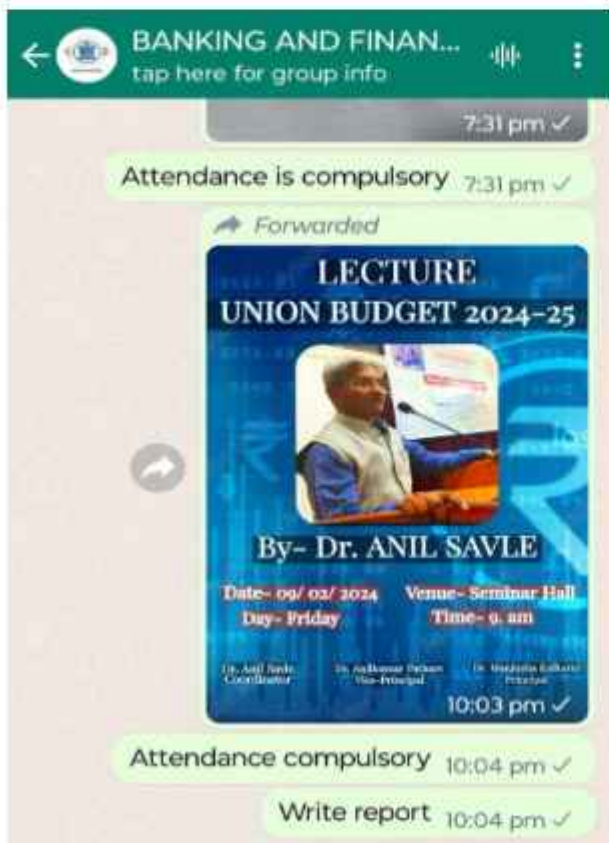 BANKING AND FINAN...
tap here for group info
7:31 pm
Attendance is compulsory 7:31 pm
Forwarded
LECTURE
UNION BUDGET 2024-25
By- Dr. ANIL SAVLE
Date- 09/ 02/ 2024 Venue- Seminar Hall
Day- Friday Time- 9. am
Coordinator Vice-Principal Principal
10:03 pm
Attendance compulsory 10:04 pm
Write report 10:04 pm